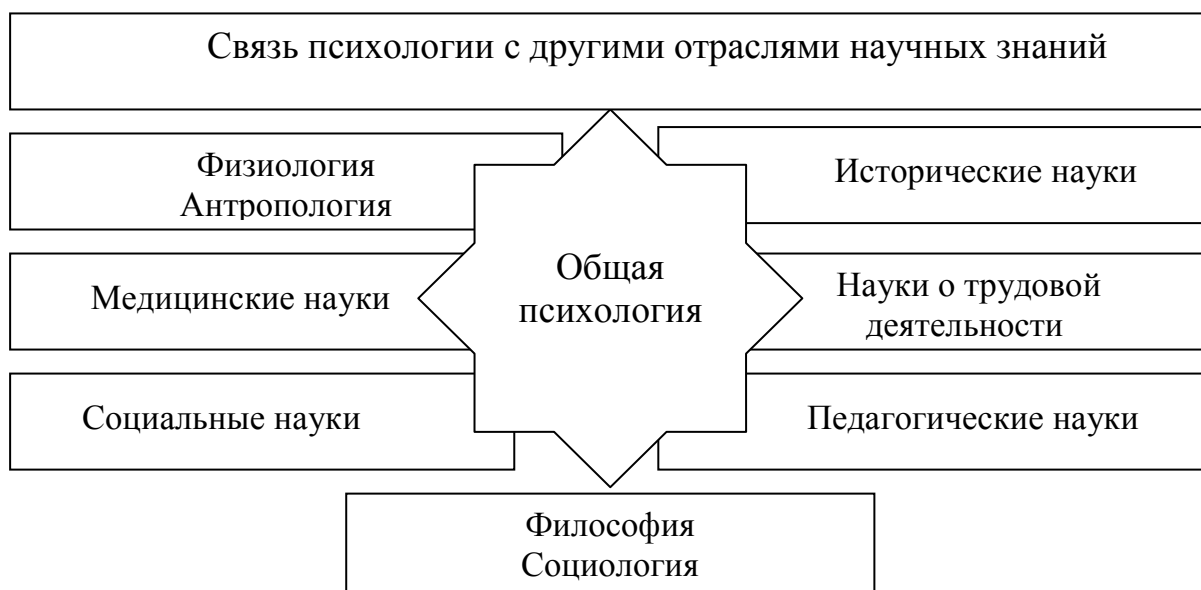 Связь психологии с другими отраслями научных знаний
Физиология
Антропология
Исторические науки
Общая
психология
Медицинские науки
Науки о трудовой
деятельности
Социальные науки
Педагогические науки
Философия
Социология